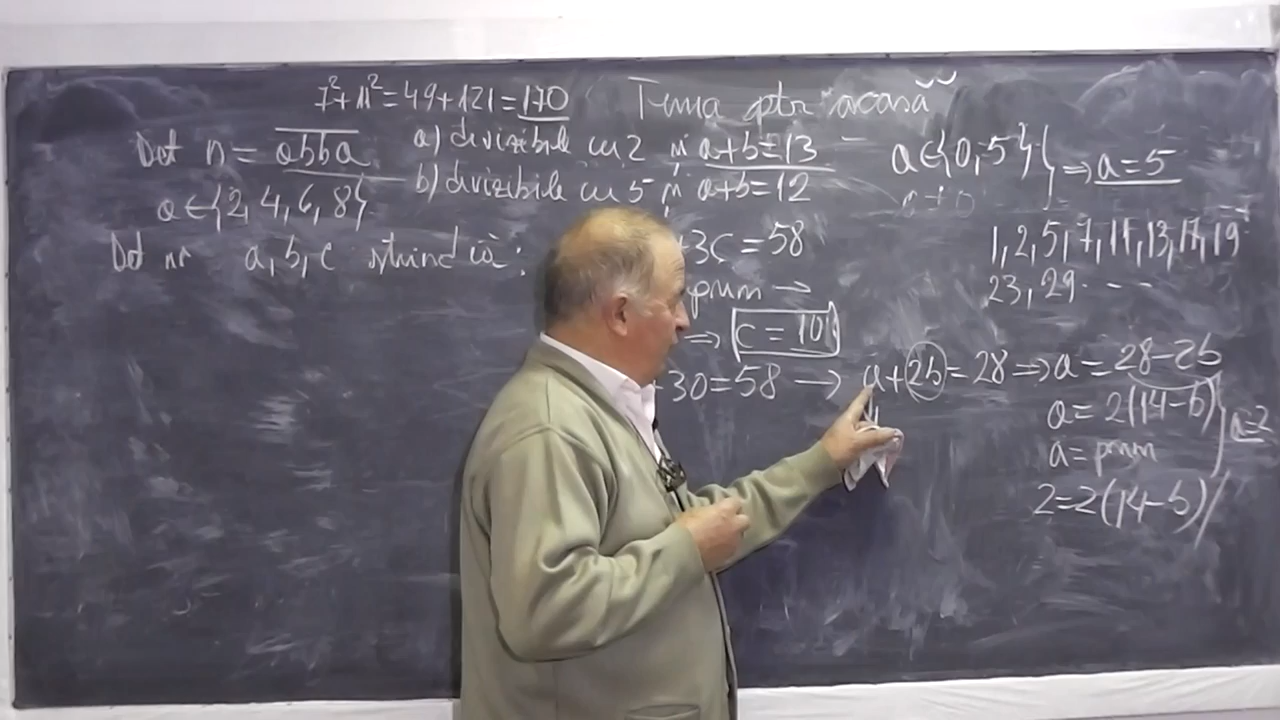 7²+11²=49+121=170
Tema ptr acasă
Det n= abba
a) divizibile cu 2 și a+b=13
b) divizibile cu 5 și a+b=12
a∈{2,4,6,8}
a∈{0,5} } ⇒ a=5
a≠0
Det nr a,b,c știind că:
+3c=58
prim →
⇒ c=10
1,2,5,7,11,13,17,19
23,29...
+30=58 → a+2b=28 ⇒ a=28-2b
a=2(14-b)
a=prim } a=2
2=2(14-b)/